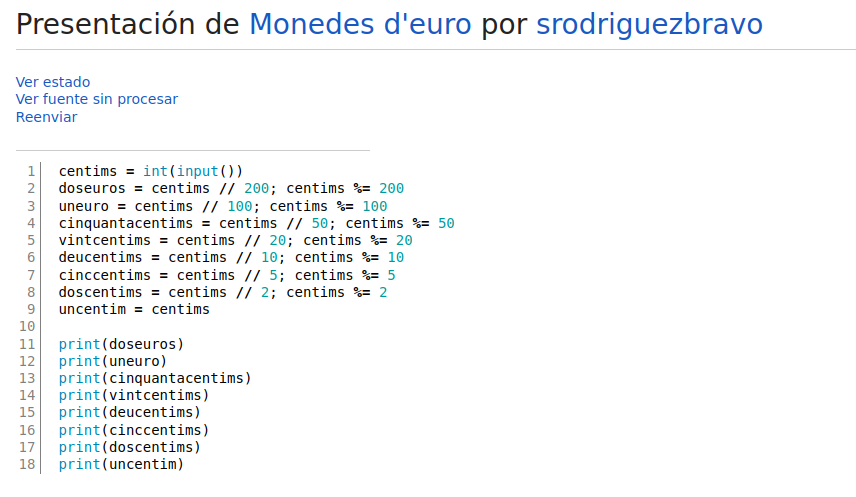 Presentación de Monedes d'euro por srodriguezbravo
Ver estado
Ver fuente sin procesar
Reenviar
1 centims = int(input())
2 doseuros = centims // 200; centims %= 200
3 uneuro = centims // 100; centims %= 100
4 cinquantacentims = centims // 50; centims %= 50
5 vintcentims = centims // 20; centims %= 20
6 deucentims = centims // 10; centims %= 10
7 cinccentims = centims // 5; centims %= 5
8 doscentims = centims // 2; centims %= 2
9 uncentim = centims
10
11 print(doseuros)
12 print(uneuro)
13 print(cinquantacentims)
14 print(vintcentims)
15 print(deucentims)
16 print(cinccentims)
17 print(doscentims)
18 print(uncentim)